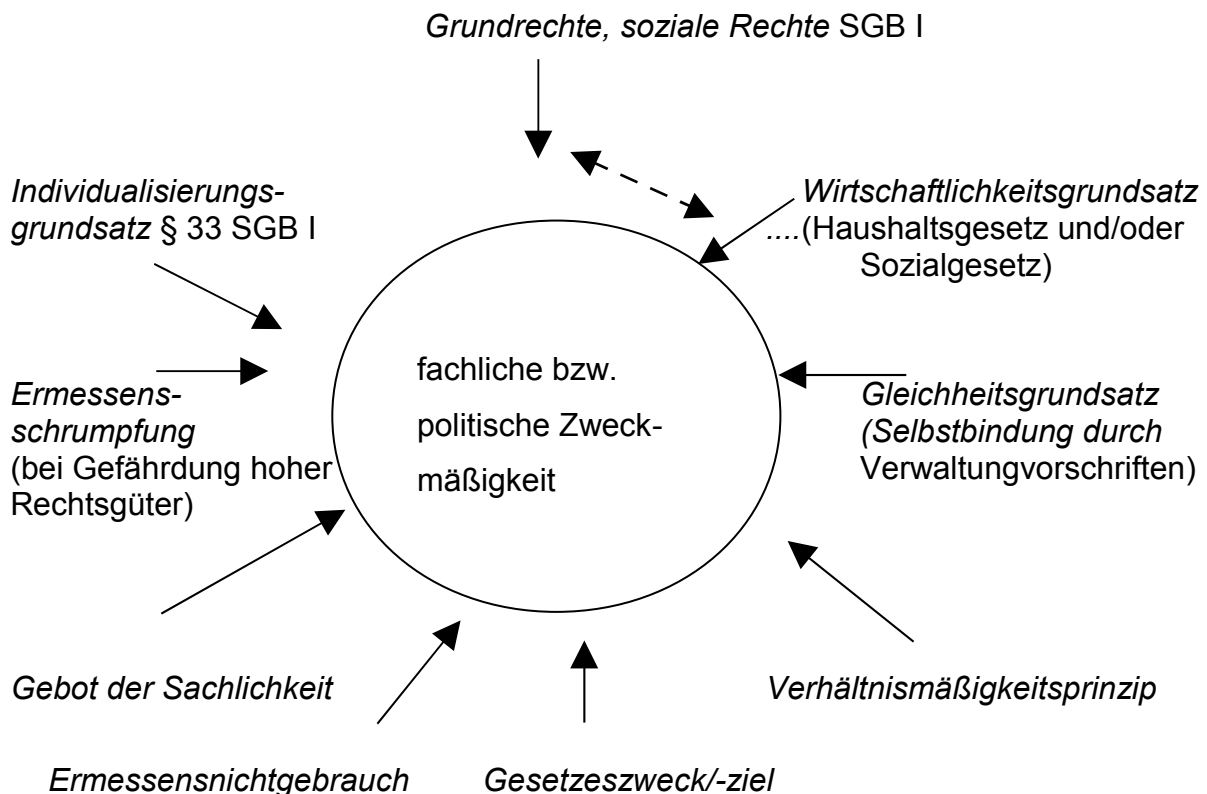 Grundrechte, soziale Rechte SGB I
Individualisierungs-
grundsatz § 33 SGB I
Wirtschaftlichkeitsgrundsatz
....(Haushaltsgesetz und/oder
Sozialgesetz)
fachliche bzw.
politische Zweck-
mäßigkeit
Ermessens-
schrumpfung
(bei Gefährdung hoher
Rechtsgüter)
Gleichheitsgrundsatz
(Selbstbindung durch
Verwaltungvorschriften)
Gebot der Sachlichkeit
Verhältnismäßigkeitsprinzip
Ermessensnichtgebrauch
Gesetzeszweck/-ziel